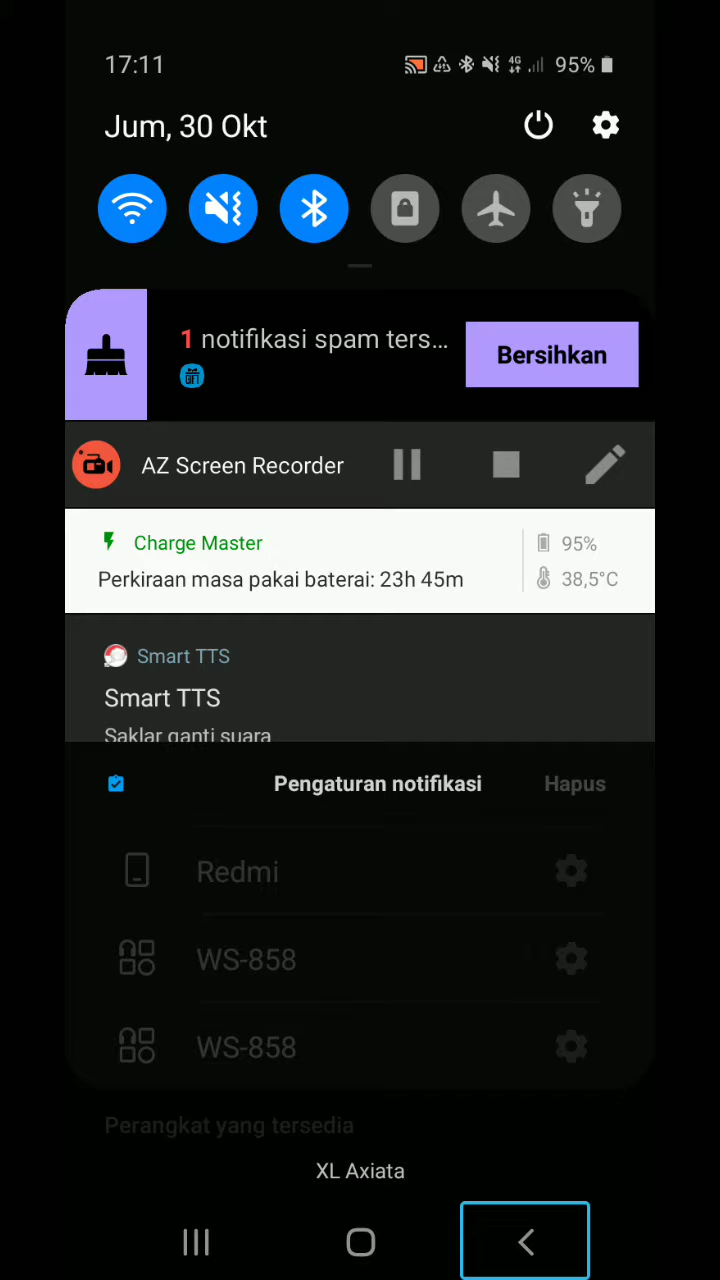 17:11
4G
95%
Jum, 30 Okt
1 notifikasi spam ters...
GIFT
Bersihkan
AZ Screen Recorder
Charge Master
95%
Perkiraan masa pakai baterai: 23h 45m
38,5°C
Smart TTS
Smart TTS
Saklar ganti suara
Pengaturan notifikasi
Hapus
Redmi
WS-858
WS-858
Perangkat yang tersedia
XL Axiata